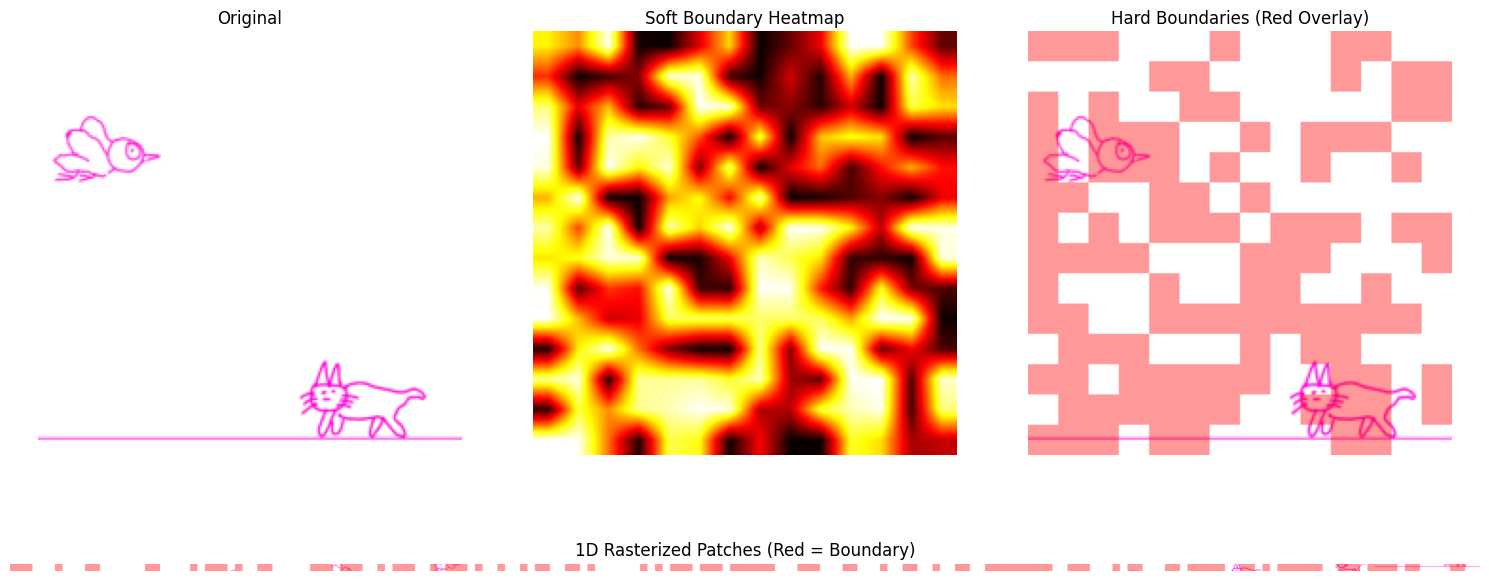 Original
Soft Boundary Heatmap
Hard Boundaries (Red Overlay)
1D Rasterized Patches (Red = Boundary)